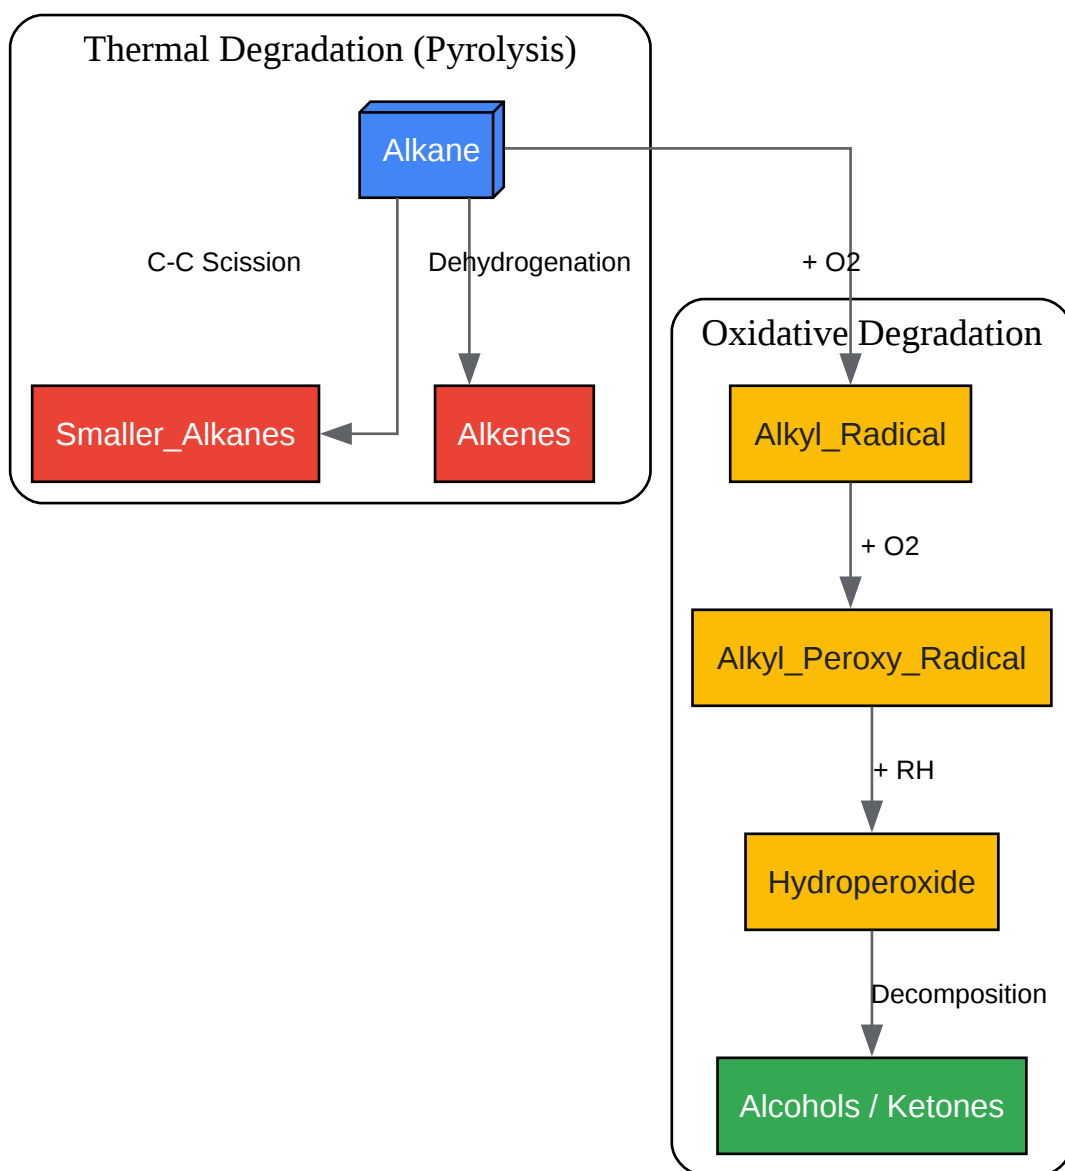 Thermal Degradation (Pyrolysis)
Alkane
C-C Scission
Dehydrogenation
+ O2
Oxidative Degradation
Smaller_Alkanes
Alkenes
Alkyl_Radical
+ O2
Alkyl_Peroxy_Radical
+ RH
Hydroperoxide
Decomposition
Alcohols / Ketones